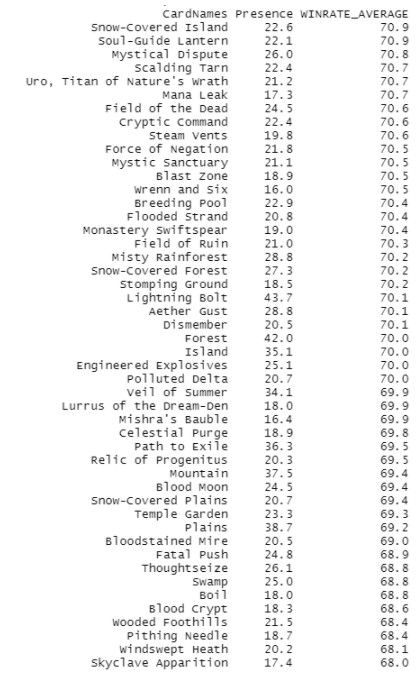 CardNames Presence WINRATE_AVERAGE
Snow-Covered Island 22.6 70.9
Soul-Guide Lantern 22.1 70.9
Mystical Dispute 26.0 70.8
Scalding Tarn 22.4 70.7
Uro, Titan of Nature's Wrath 21.2 70.7
Mana Leak 17.3 70.7
Field of the Dead 24.5 70.6
Cryptic Command 22.4 70.6
Steam Vents 19.8 70.6
Force of Negation 21.8 70.5
Mystic Sanctuary 21.1 70.5
Blast Zone 18.9 70.5
Wrenn and Six 16.0 70.5
Breeding Pool 22.9 70.4
Flooded Strand 20.8 70.4
Monastery Swiftspear 19.0 70.4
Field of Ruin 21.0 70.3
Misty Rainforest 28.8 70.2
Snow-Covered Forest 27.3 70.2
Stomping Ground 18.5 70.2
Lightning Bolt 43.7 70.1
Aether Gust 28.8 70.1
Dismember 20.5 70.1
Forest 42.0 70.0
Island 35.1 70.0
Engineered Explosives 25.1 70.0
Polluted Delta 20.7 70.0
Veil of Summer 34.1 69.9
Lurrus of the Dream-Den 18.0 69.9
Mishra's Bauble 16.4 69.9
Celestial Purge 18.9 69.8
Path to Exile 36.3 69.5
Relic of Progenitus 20.3 69.5
Mountain 37.5 69.4
Blood Moon 24.5 69.4
Snow-Covered Plains 20.7 69.4
Temple Garden 23.3 69.3
Plains 38.7 69.2
Bloodstained Mire 20.5 69.0
Fatal Push 24.8 68.9
Thoughtseize 26.1 68.8
Swamp 25.0 68.8
Boil 18.0 68.8
Blood Crypt 18.3 68.6
Wooded Foothills 21.5 68.4
Pithing Needle 18.7 68.4
Windswept Heath 20.2 68.1
Skyclave Apparition 17.4 68.0